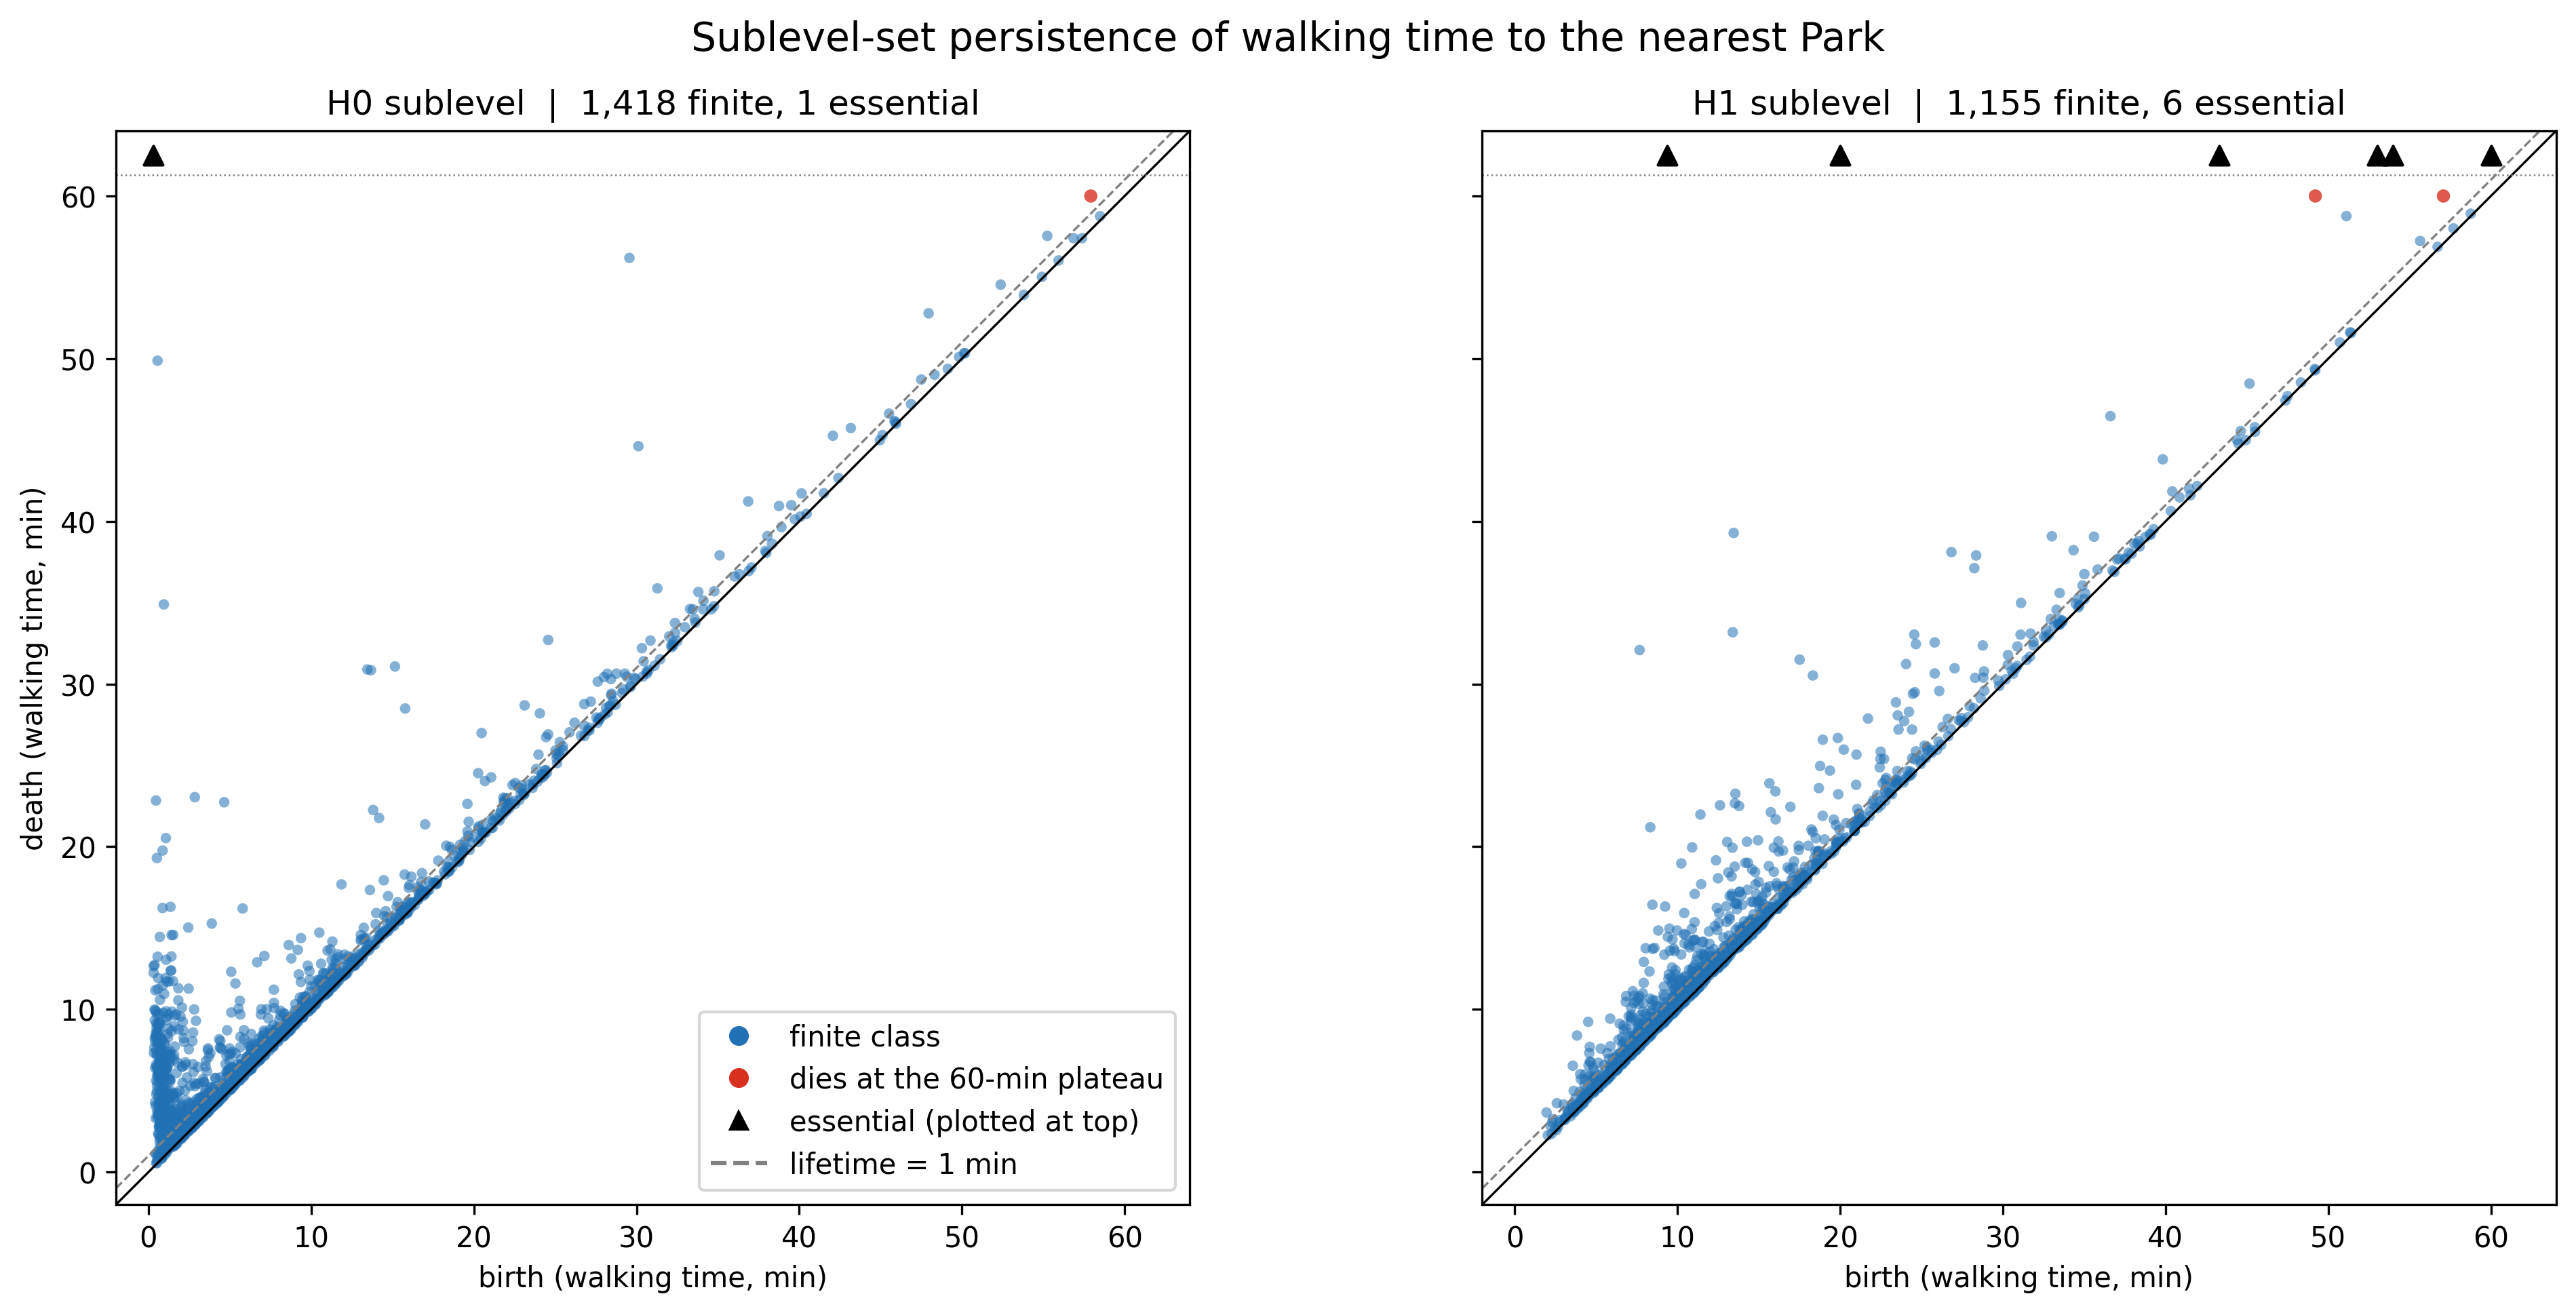 Sublevel-set persistence of walking time to the nearest Park
H0 sublevel | 1,418 finite, 1 essential
H1 sublevel | 1,155 finite, 6 essential
death (walking time, min)
60
50
40
30
20
10
0
finite class
dies at the 60-min plateau
essential (plotted at top)
lifetime = 1 min
0 10 20 30 40 50 60
0 10 20 30 40 50 60
birth (walking time, min)
birth (walking time, min)